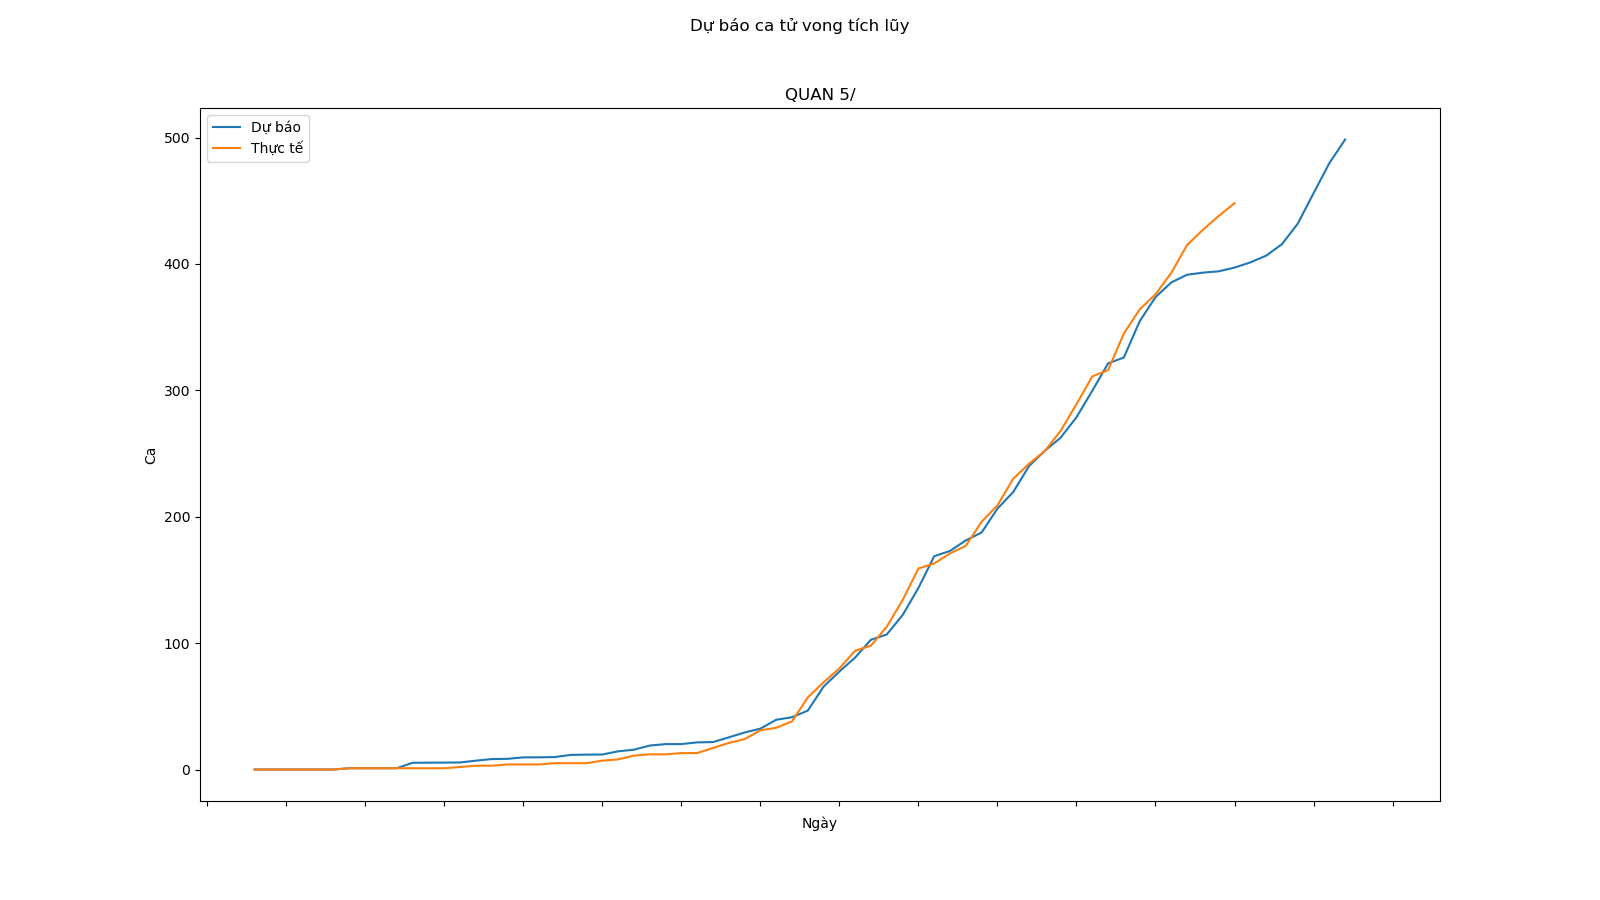 Dự báo ca tử vong tích lũy
QUAN 5/
Dự báo
Thực tế
500
400
300
200
100
0
Ca
Ngày